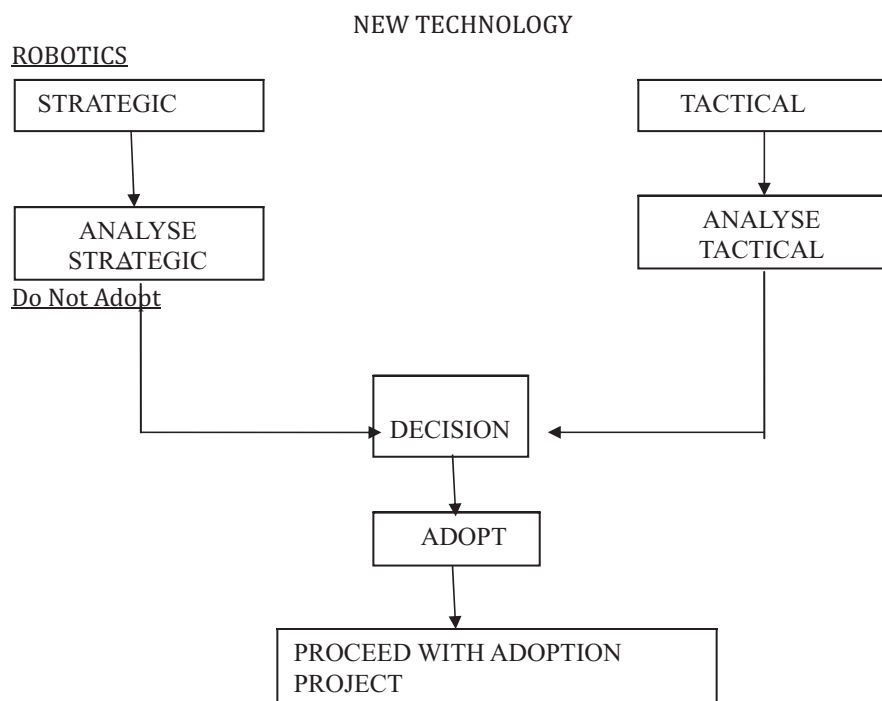 NEW TECHNOLOGY
ROBOTICS
STRATEGIC
TACTICAL
ANALYSE
STRATEGIC
ANALYSE
TACTICAL
Do Not Adopt
DECISION
ADOPT
PROCEED WITH ADOPTION
PROJECT